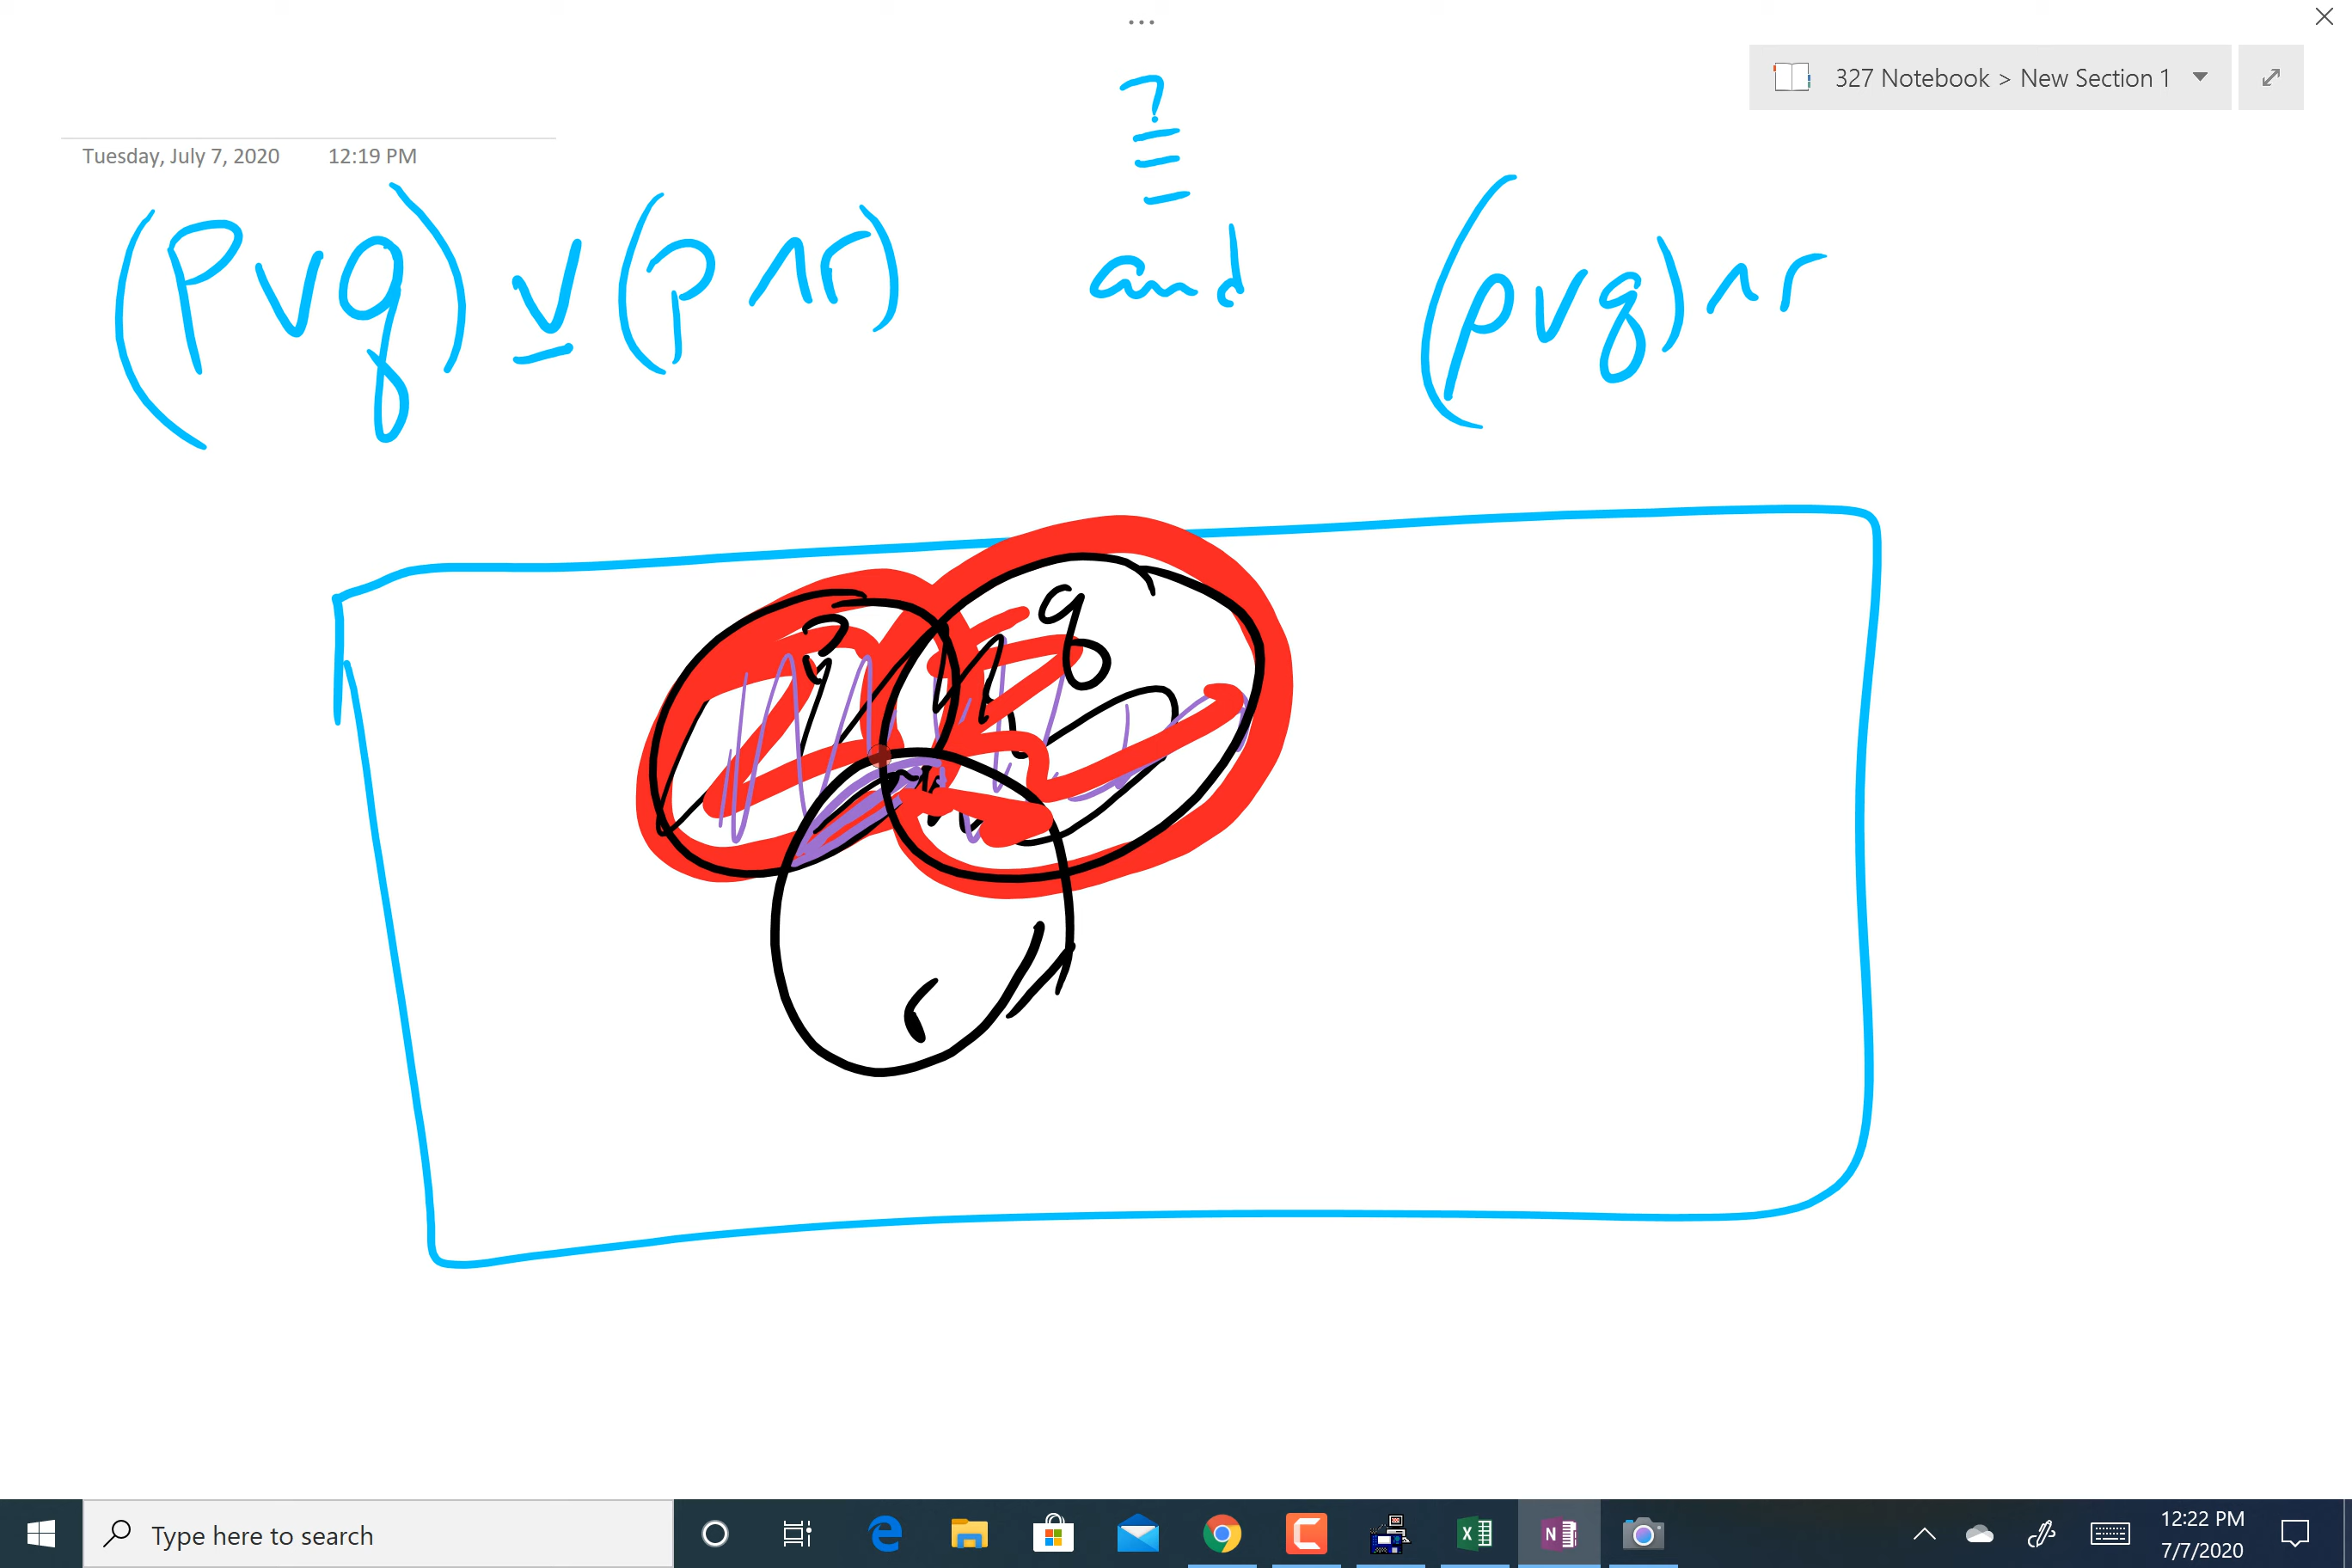 327 Notebook > New Section 1
?
≡
Tuesday, July 7, 2020 12:19 PM
(p∨q) ⊻ (p∧r) and (p∨q)∧r
q
r
Type here to search
12:22 PM
7/7/2020